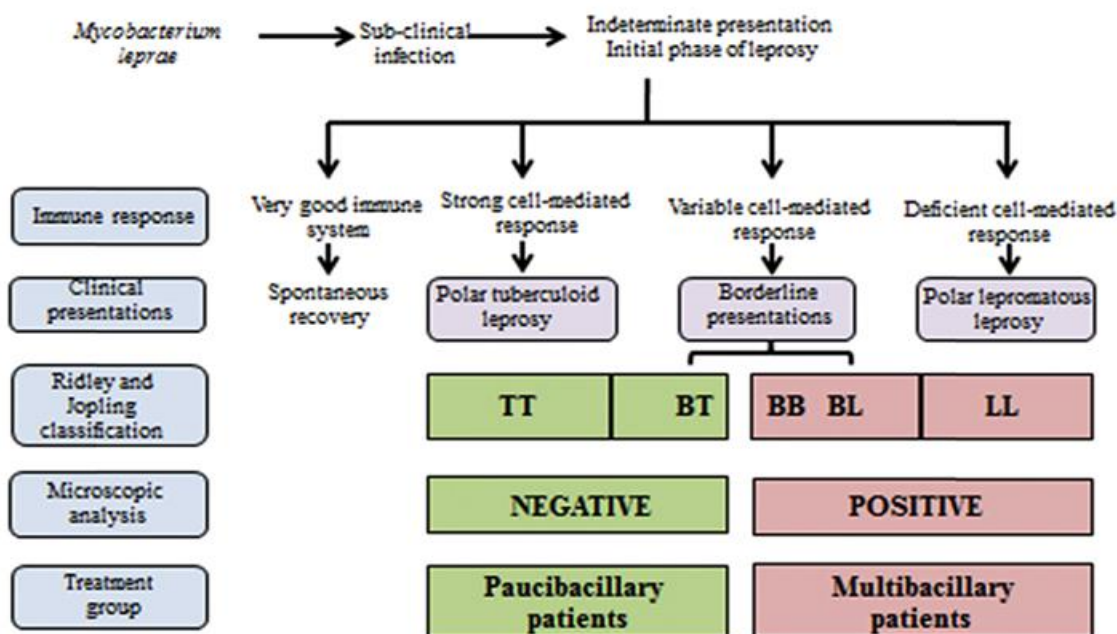 Mycobacterium
leprae
Sub-clinical
infection
Indeterminate presentation
Initial phase of leprosy
Immune response
Very good immune
system
Strong cell-mediated
response
Variable cell-mediated
response
Deficient cell-mediated
response
Clinical
presentations
Spontaneous
recovery
Polar tuberculoid
leprosy
Borderline
presentations
Polar lepromatous
leprosy
Ridley and
Jopling
classification
TT
BT
BB BL
LL
Microscopic
analysis
NEGATIVE
POSITIVE
Treatment
group
Paucibacillary
patients
Multibacillary
patients